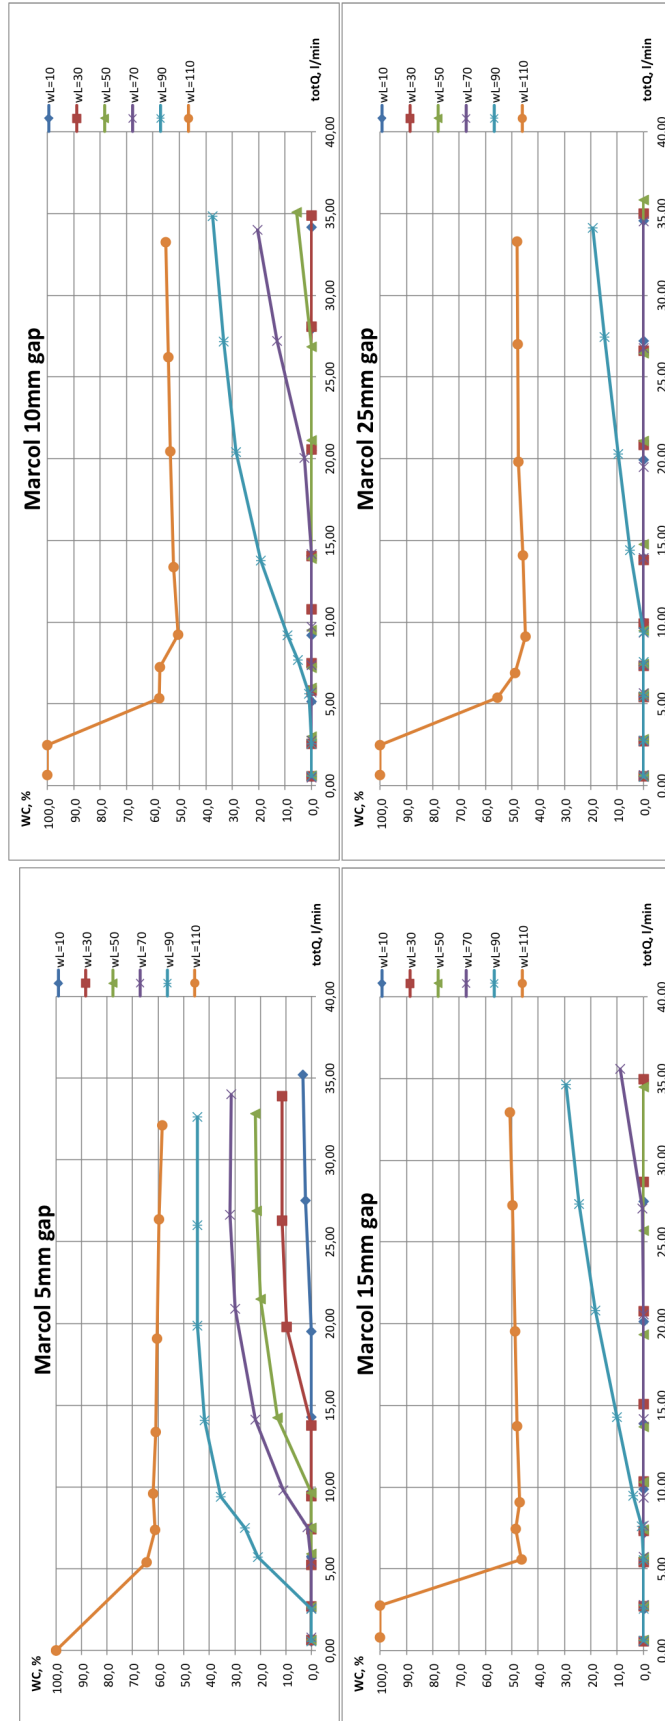 Marcol 5mm gap
WC, %
100,0
90,0
80,0
70,0
60,0
50,0
40,0
30,0
20,0
10,0
0,0
0,00
5,00
10,00
15,00
20,00
25,00
30,00
35,00
40,00
totQ, l/min
wL=10
wL=30
wL=50
wL=70
wL=90
wL=110
Marcol 10mm gap
WC, %
100,0
90,0
80,0
70,0
60,0
50,0
40,0
30,0
20,0
10,0
0,0
0,00
5,00
10,00
15,00
20,00
25,00
30,00
35,00
40,00
totQ, l/min
wL=10
wL=30
wL=50
wL=70
wL=90
wL=110
Marcol 15mm gap
WC, %
100,0
90,0
80,0
70,0
60,0
50,0
40,0
30,0
20,0
10,0
0,0
0,00
5,00
10,00
15,00
20,00
25,00
30,00
35,00
40,00
totQ, l/min
wL=10
wL=30
wL=50
wL=70
wL=90
wL=110
Marcol 25mm gap
WC, %
100,0
90,0
80,0
70,0
60,0
50,0
40,0
30,0
20,0
10,0
0,0
0,00
5,00
10,00
15,00
20,00
25,00
30,00
35,00
40,00
totQ, l/min
wL=10
wL=30
wL=50
wL=70
wL=90
wL=110